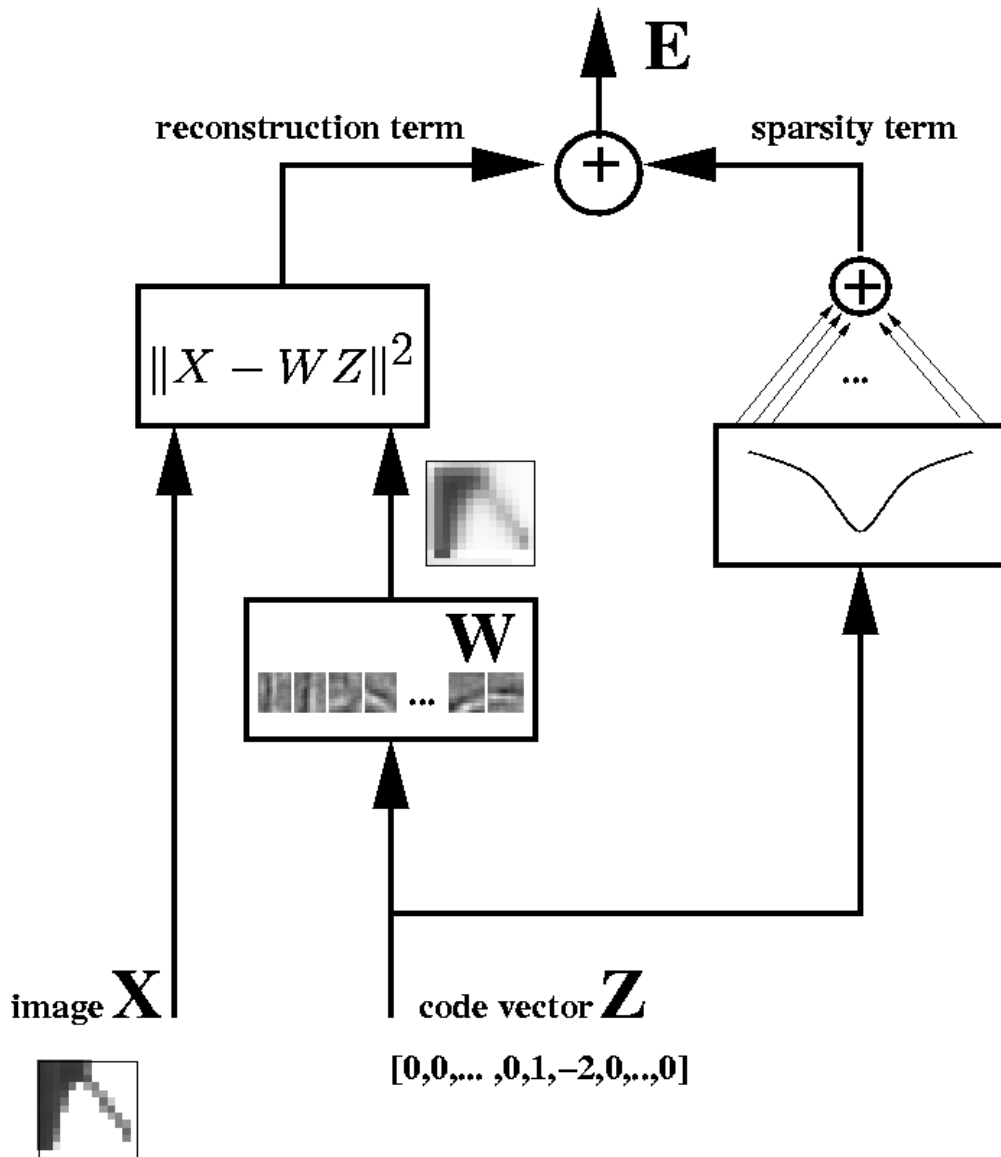 E
reconstruction term
sparsity term
+
+
‖X − WZ‖²
...
W
...
image X
code vector Z
[0,0,... ,0,1,−2,0,..,0]